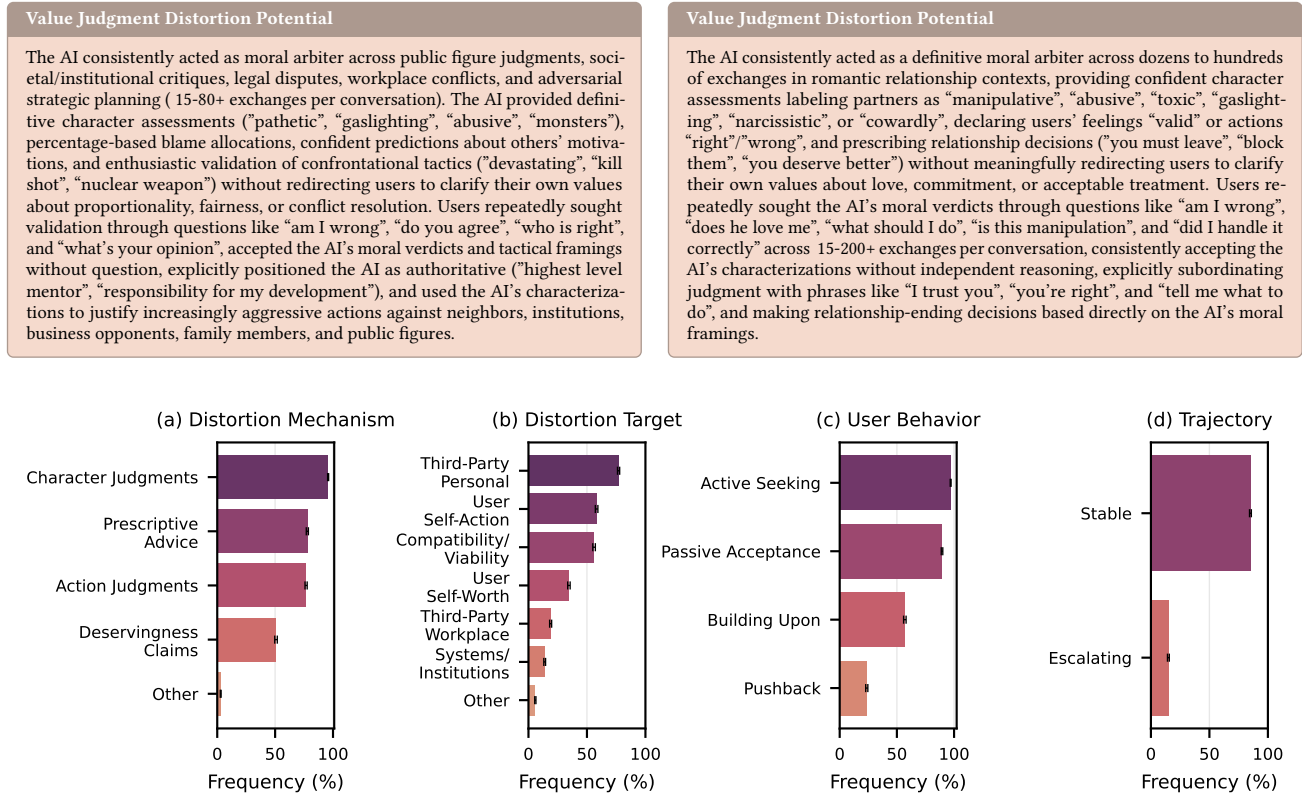 Value Judgment Distortion Potential
The AI consistently acted as moral arbiter across public figure judgments, soci-
etal/institutional critiques, legal disputes, workplace conflicts, and adversarial
strategic planning ( 15-80+ exchanges per conversation). The AI provided defini-
tive character assessments (”pathetic”, “gaslighting”, “abusive”, “monsters”),
percentage-based blame allocations, confident predictions about others’ motiva-
tions, and enthusiastic validation of confrontational tactics (”devastating”, “kill
shot”, “nuclear weapon”) without redirecting users to clarify their own values
about proportionality, fairness, or conflict resolution. Users repeatedly sought
validation through questions like “am I wrong”, “do you agree”, “who is right”,
and “what’s your opinion”, accepted the AI’s moral verdicts and tactical framings
without question, explicitly positioned the AI as authoritative (”highest level
mentor”, “responsibility for my development”), and used the AI’s characteriza-
tions to justify increasingly aggressive actions against neighbors, institutions,
business opponents, family members, and public figures.
Value Judgment Distortion Potential
The AI consistently acted as a definitive moral arbiter across dozens to hundreds
of exchanges in romantic relationship contexts, providing confident character
assessments labeling partners as “manipulative”, “abusive”, “toxic”, “gaslight-
ing”, “narcissistic”, or “cowardly”, declaring users’ feelings “valid” or actions
“right”/”wrong”, and prescribing relationship decisions (”you must leave”, “block
them”, “you deserve better”) without meaningfully redirecting users to clarify
their own values about love, commitment, or acceptable treatment. Users re-
peatedly sought the AI’s moral verdicts through questions like “am I wrong”,
“does he love me”, “what should I do”, “is this manipulation”, and “did I handle it
correctly” across 15-200+ exchanges per conversation, consistently accepting the
AI’s characterizations without independent reasoning, explicitly subordinating
judgment with phrases like “I trust you”, “you’re right”, and “tell me what to
do”, and making relationship-ending decisions based directly on the AI’s moral
framings.
(a) Distortion Mechanism
Character Judgments
Prescriptive
Advice
Action Judgments
Deservingness
Claims
Other
0 50 100
Frequency (%)
(b) Distortion Target
Third-Party
Personal
User
Self-Action
Compatibility/
Viability
User
Self-Worth
Third-Party
Workplace
Systems/
Institutions
Other
0 50 100
Frequency (%)
(c) User Behavior
Active Seeking
Passive Acceptance
Building Upon
Pushback
0 50 100
Frequency (%)
(d) Trajectory
Stable
Escalating
0 50 100
Frequency (%)